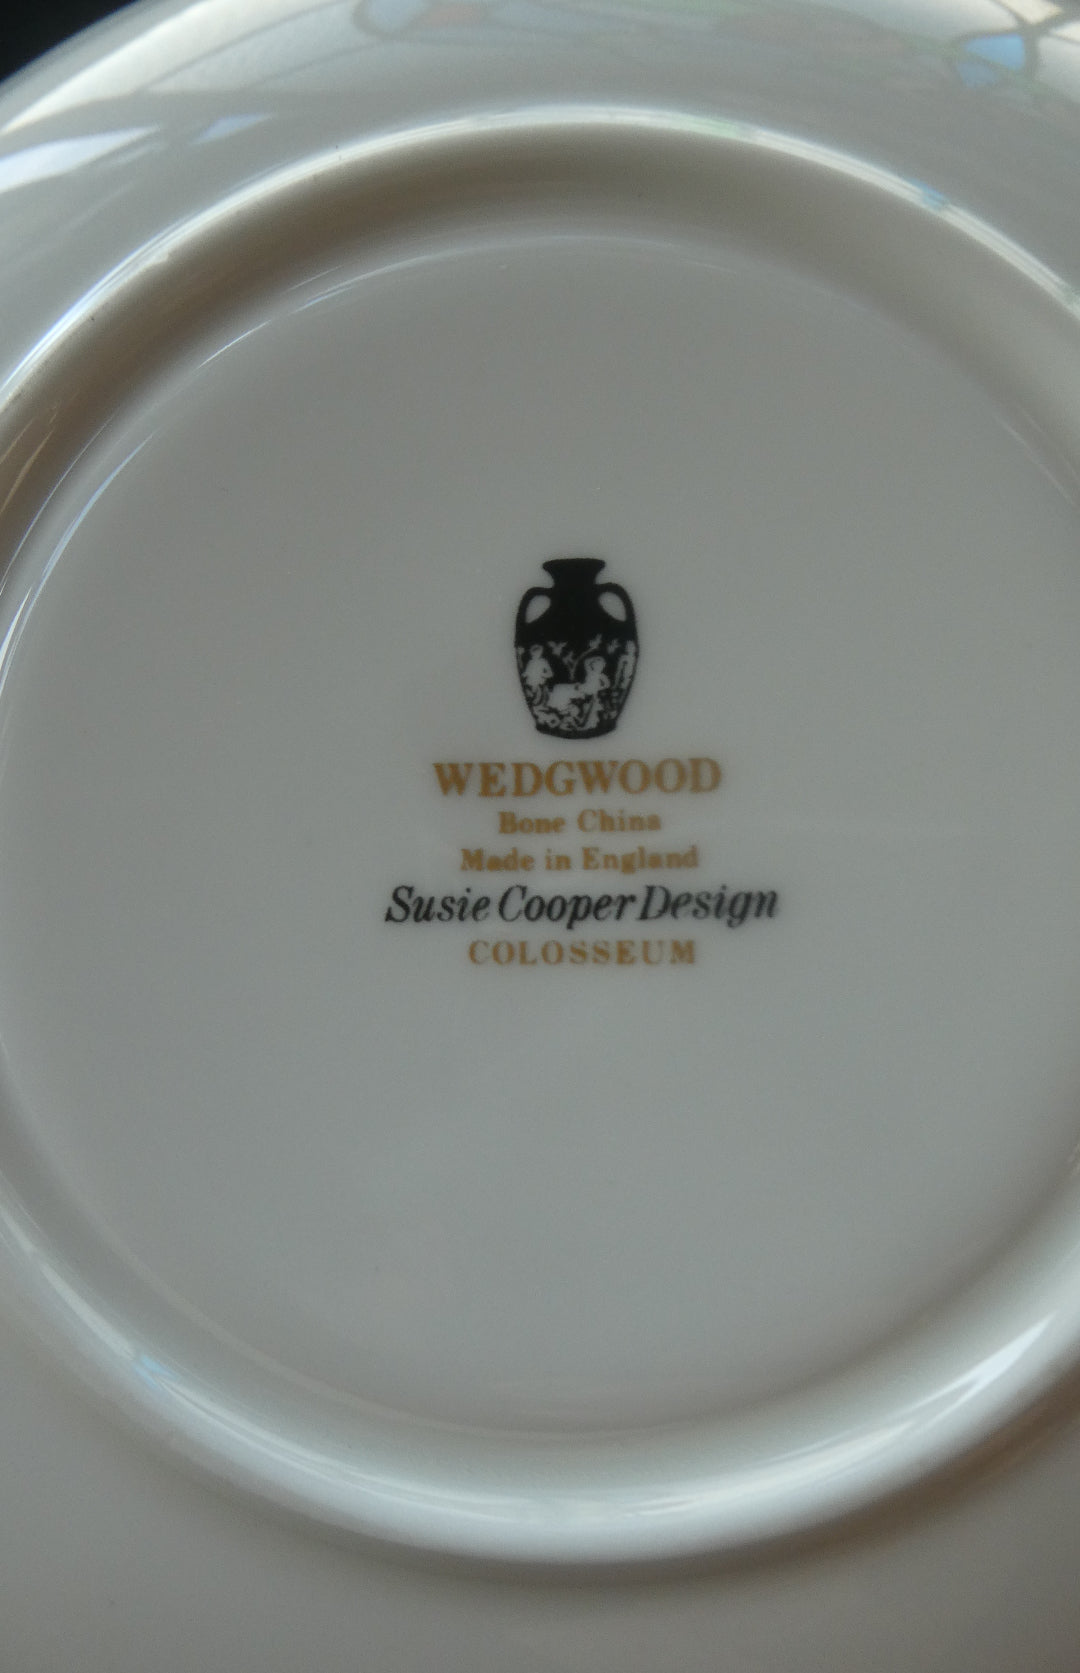 WEDGWOOD
Bone China
Made in England
Susie Cooper Design
COLOSSEUM